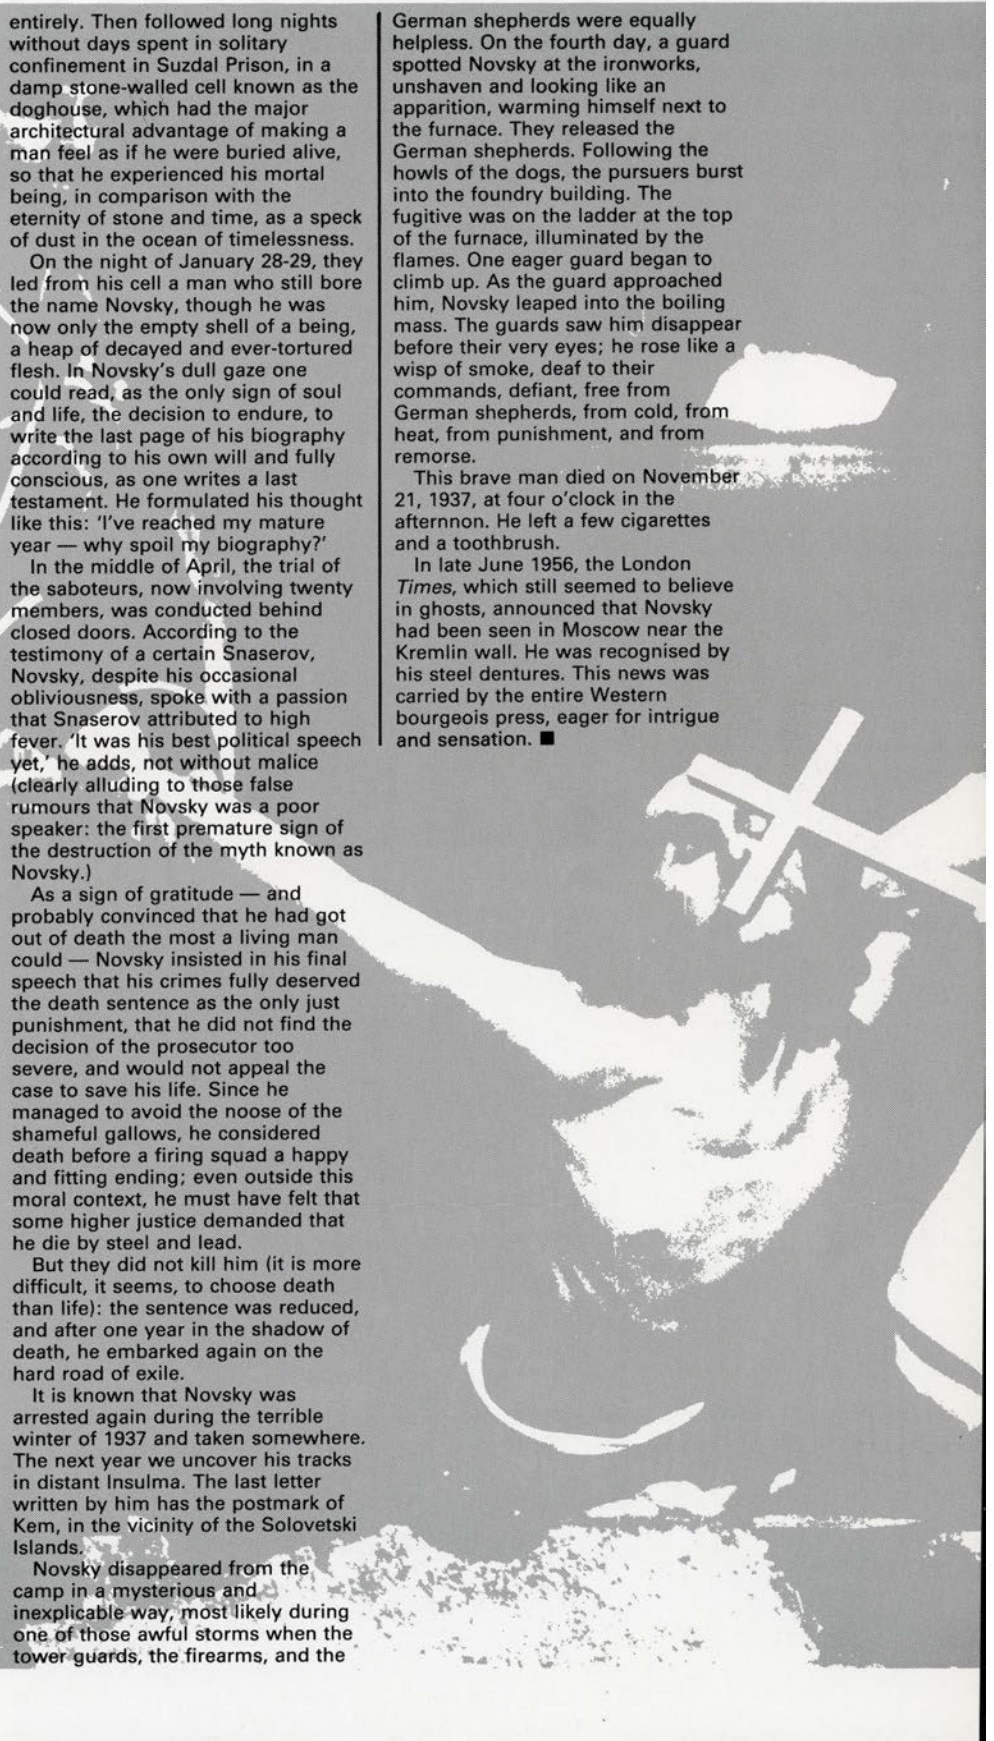 entirely. Then followed long nights
without days spent in solitary
confinement in Suzdal Prison, in a
damp stone-walled cell known as the
doghouse, which had the major
architectural advantage of making a
man feel as if he were buried alive,
so that he experienced his mortal
being, in comparison with the
eternity of stone and time, as a speck
of dust in the ocean of timelessness.
On the night of January 28-29, they
led from his cell a man who still bore
the name Novsky, though he was
now only the empty shell of a being,
a heap of decayed and ever-tortured
flesh. In Novsky's dull gaze one
could read, as the only sign of soul
and life, the decision to endure, to
write the last page of his biography
according to his own will and fully
conscious, as one writes a last
testament. He formulated his thought
like this: 'I've reached my mature
year — why spoil my biography?'
In the middle of April, the trial of
the saboteurs, now involving twenty
members, was conducted behind
closed doors. According to the
testimony of a certain Snaserov,
Novsky, despite his occasional
obliviousness, spoke with a passion
that Snaserov attributed to high
fever. 'It was his best political speech
yet,' he adds, not without malice
(clearly alluding to those false
rumours that Novsky was a poor
speaker: the first premature sign of
the destruction of the myth known as
Novsky.)
As a sign of gratitude — and
probably convinced that he had got
out of death the most a living man
could — Novsky insisted in his final
speech that his crimes fully deserved
the death sentence as the only just
punishment, that he did not find the
decision of the prosecutor too
severe, and would not appeal the
case to save his life. Since he
managed to avoid the noose of the
shameful gallows, he considered
death before a firing squad a happy
and fitting ending; even outside this
moral context, he must have felt that
some higher justice demanded that
he die by steel and lead.
But they did not kill him (it is more
difficult, it seems, to choose death
than life): the sentence was reduced,
and after one year in the shadow of
death, he embarked again on the
hard road of exile.
It is known that Novsky was
arrested again during the terrible
winter of 1937 and taken somewhere.
The next year we uncover his tracks
in distant Insulma. The last letter
written by him has the postmark of
Kem, in the vicinity of the Solovetski
Islands.
Novsky disappeared from the
camp in a mysterious and
inexplicable way, most likely during
one of those awful storms when the
tower guards, the firearms, and the
German shepherds were equally
helpless. On the fourth day, a guard
spotted Novsky at the ironworks,
unshaven and looking like an
apparition, warming himself next to
the furnace. They released the
German shepherds. Following the
howls of the dogs, the pursuers burst
into the foundry building. The
fugitive was on the ladder at the top
of the furnace, illuminated by the
flames. One eager guard began to
climb up. As the guard approached
him, Novsky leaped into the boiling
mass. The guards saw him disappear
before their very eyes; he rose like a
wisp of smoke, deaf to their
commands, defiant, free from
German shepherds, from cold, from
heat, from punishment, and from
remorse.
This brave man died on November
21, 1937, at four o'clock in the
afternnon. He left a few cigarettes
and a toothbrush.
In late June 1956, the London
Times, which still seemed to believe
in ghosts, announced that Novsky
had been seen in Moscow near the
Kremlin wall. He was recognised by
his steel dentures. This news was
carried by the entire Western
bourgeois press, eager for intrigue
and sensation. ■